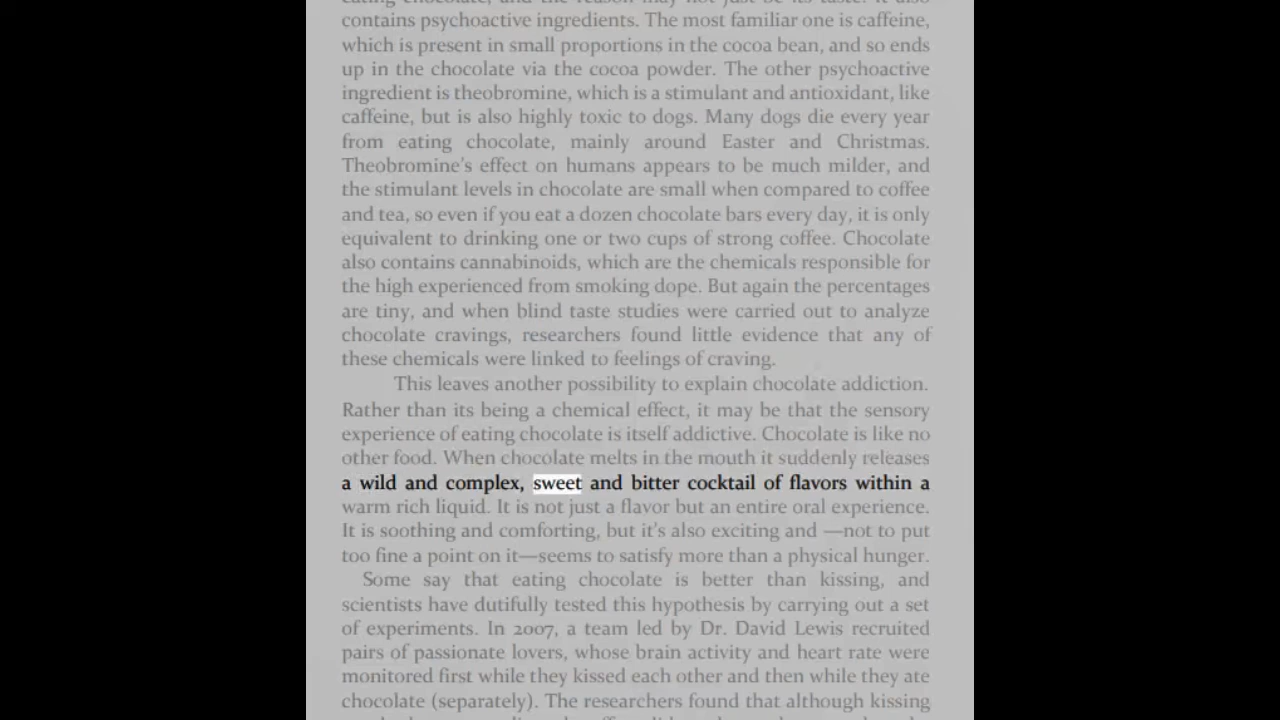 eating chocolate, and the reason may not just be its taste. It also
contains psychoactive ingredients. The most familiar one is caffeine,
which is present in small proportions in the cocoa bean, and so ends
up in the chocolate via the cocoa powder. The other psychoactive
ingredient is theobromine, which is a stimulant and antioxidant, like
caffeine, but is also highly toxic to dogs. Many dogs die every year
from eating chocolate, mainly around Easter and Christmas.
Theobromine's effect on humans appears to be much milder, and
the stimulant levels in chocolate are small when compared to coffee
and tea, so even if you eat a dozen chocolate bars every day, it is only
equivalent to drinking one or two cups of strong coffee. Chocolate
also contains cannabinoids, which are the chemicals responsible for
the high experienced from smoking dope. But again the percentages
are tiny, and when blind taste studies were carried out to analyze
chocolate cravings, researchers found little evidence that any of
these chemicals were linked to feelings of craving.
This leaves another possibility to explain chocolate addiction.
Rather than its being a chemical effect, it may be that the sensory
experience of eating chocolate is itself addictive. Chocolate is like no
other food. When chocolate melts in the mouth it suddenly releases
a wild and complex, sweet and bitter cocktail of flavors within a
warm rich liquid. It is not just a flavor but an entire oral experience.
It is soothing and comforting, but it's also exciting and —not to put
too fine a point on it—seems to satisfy more than a physical hunger.
Some say that eating chocolate is better than kissing, and
scientists have dutifully tested this hypothesis by carrying out a set
of experiments. In 2007, a team led by Dr. David Lewis recruited
pairs of passionate lovers, whose brain activity and heart rate were
monitored first while they kissed each other and then while they ate
chocolate (separately). The researchers found that although kissing